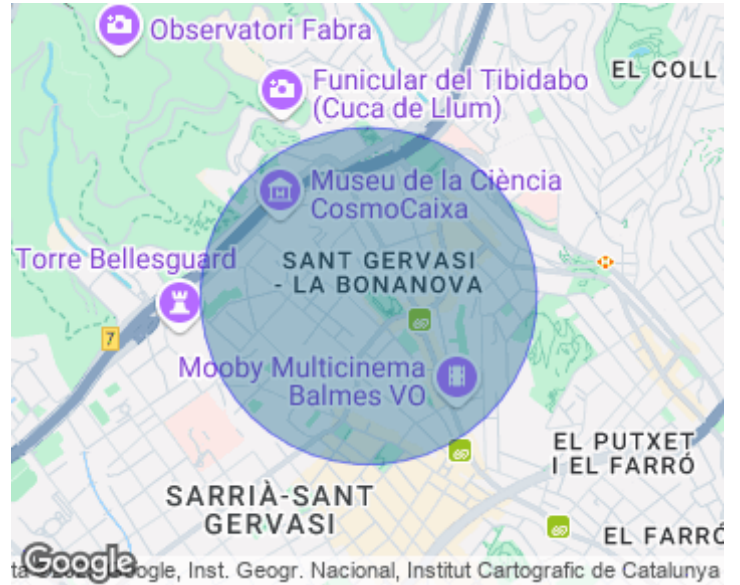 Observatori Fabra
EL COLL
Funicular del Tibidabo
(Cuca de Llum)
Museu de la Ciència
CosmoCaixa
Torre Bellesguard
SANT GERVASI
- LA BONANOVA
7
Mooby Multicinema
Balmes VO
EL PUTXET
I EL FARRÓ
SARRIÀ-SANT
GERVASI
EL FARRÓ
Google
Inst. Geogr. Nacional, Institut Cartografic de Catalunya